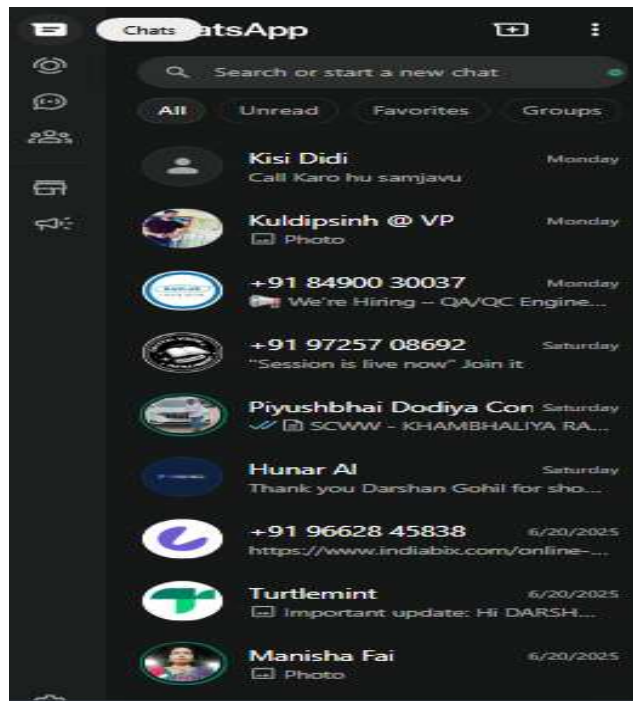 Chats atsApp
Search or start a new chat
All Unread Favorites Groups
Kisi Didi Monday
Call Karo hu samjavu
Kuldipsinh @ VP Monday
Photo
+91 84900 30037 Monday
We're Hiring – QA/QC Engine...
+91 97257 08692 Saturday
"Session is live now" Join it
Piyushbhai Dodiya Con Saturday
SCWW - KHAMBHALIYA RA...
Hunar AI Saturday
Thank you Darshan Gohil for sho...
+91 96628 45838 6/20/2025
https://www.indiabix.com/online-...
Turtlemint 6/20/2025
Important update: Hi DARSH...
Manisha Fai 6/20/2025
Photo